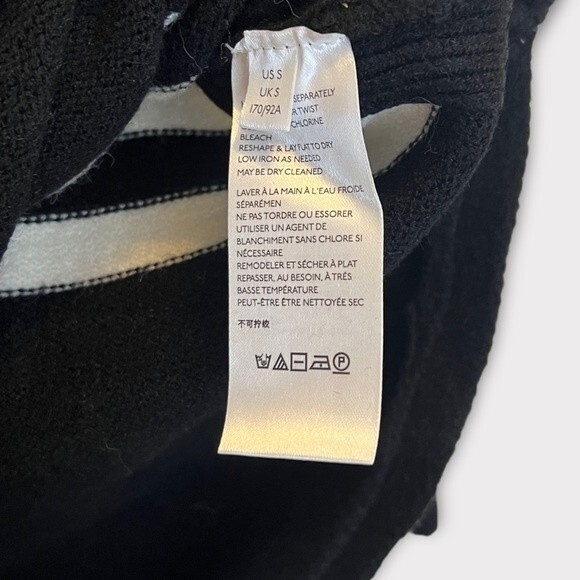 US S
UK S
170/92A
SEPARATELY
TWIST
CHLORINE
BLEACH
RESHAPE & LAY FLAT TO DRY
LOW IRON AS NEEDED
MAY BE DRY CLEANED
LAVER À LA MAIN À L'EAU FROIDE
SÉPARÉMEN
NE PAS TORDRE OU ESSORER
UTILISER UN AGENT DE
BLANCHIMENT SANS CHLORE SI
NÉCESSAIRE
REMODELER ET SÉCHER À PLAT
REPASSER, AU BESOIN, À TRÉS
BASSE TEMPÉRATURE
PEUT-ÊTRE ÊTRE NETTOYÉE SEC
不可拧绞
P